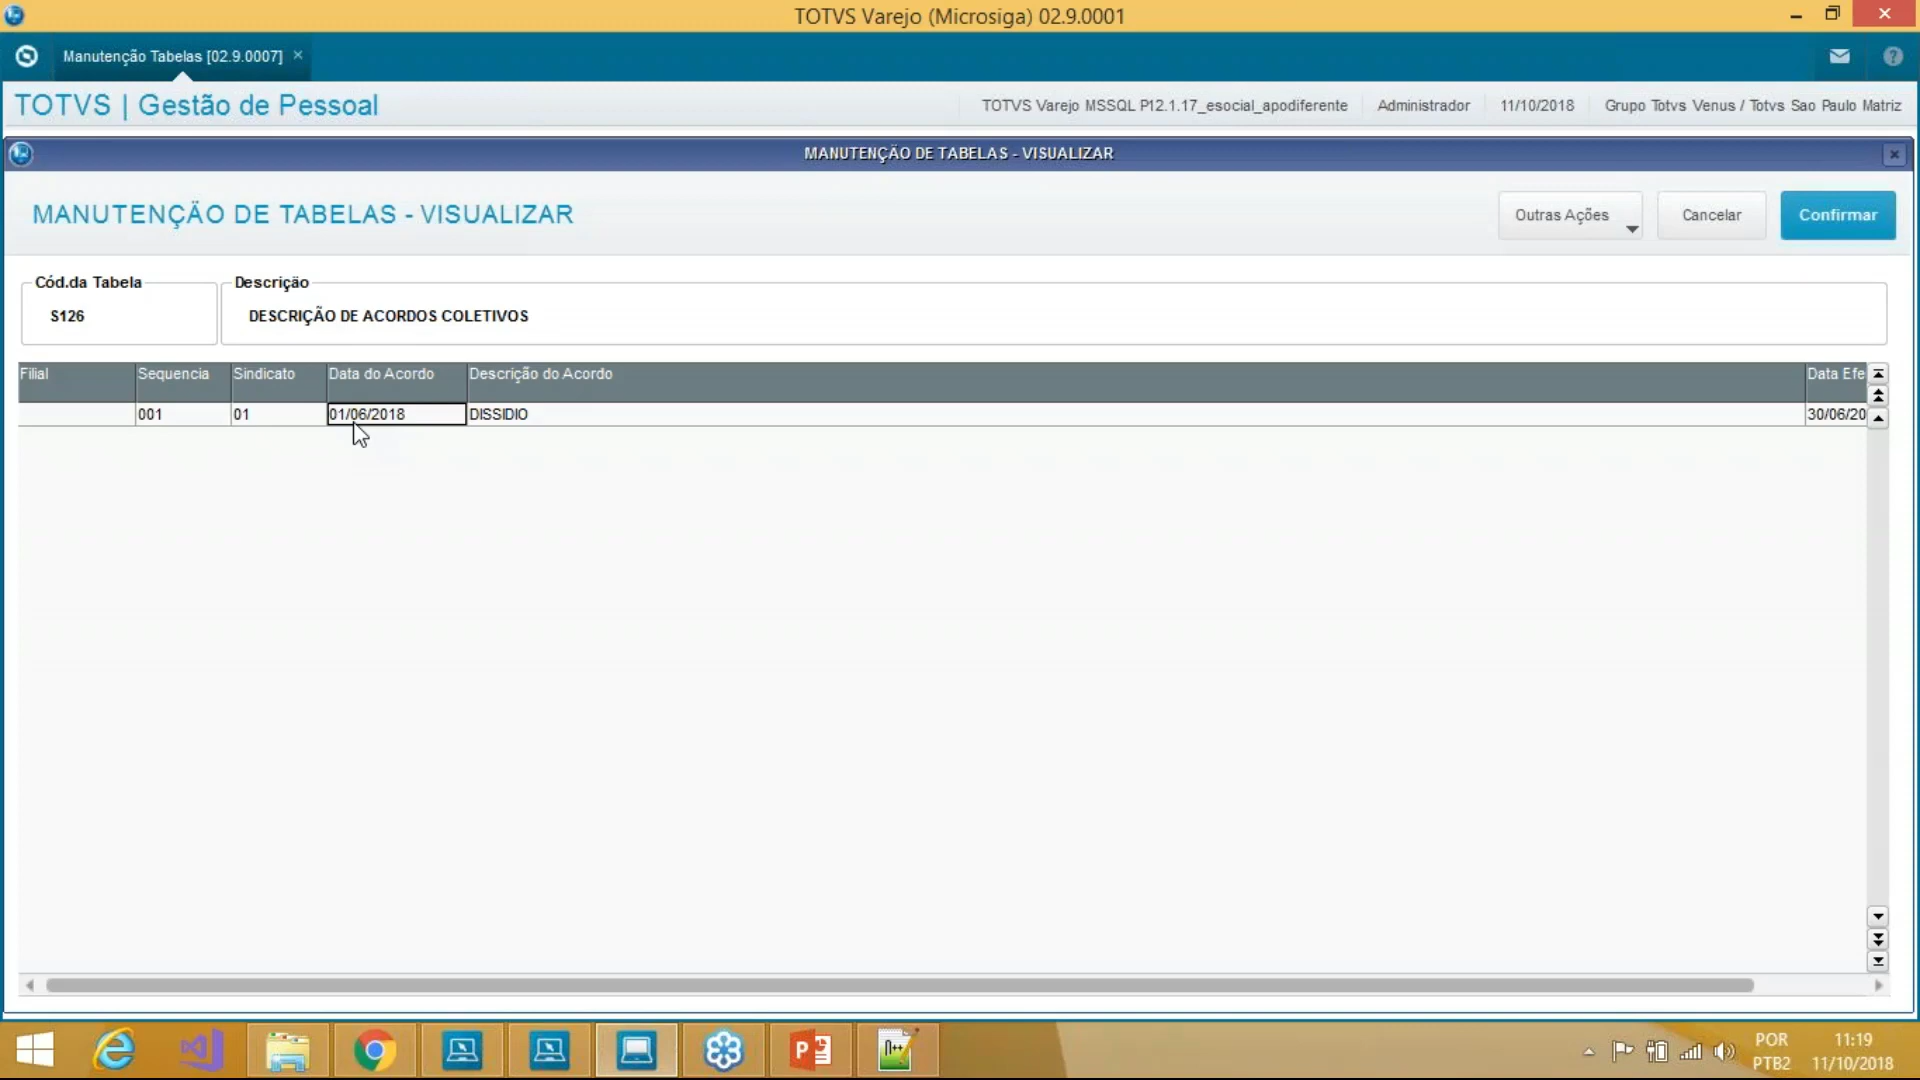 TOTVS Varejo (Microsiga) 02.9.0001
Manutenção Tabelas [02.9.0007]
TOTVS | Gestão de Pessoal
TOTVS Varejo MSSQL P12.1.17_esocial_apodiferente
Administrador
11/10/2018
Grupo Totvs Venus / Totvs Sao Paulo Matriz
MANUTENÇÃO DE TABELAS - VISUALIZAR
MANUTENÇÃO DE TABELAS - VISUALIZAR
Outras Ações
Cancelar
Confirmar
Cód.da Tabela
Descrição
S126
DESCRIÇÃO DE ACORDOS COLETIVOS
Filial Sequencia Sindicato Data do Acordo Descrição do Acordo Data Efe
001 01 01/06/2018 DISSIDIO 30/06/20
POR 11:19
PTB2 11/10/2018